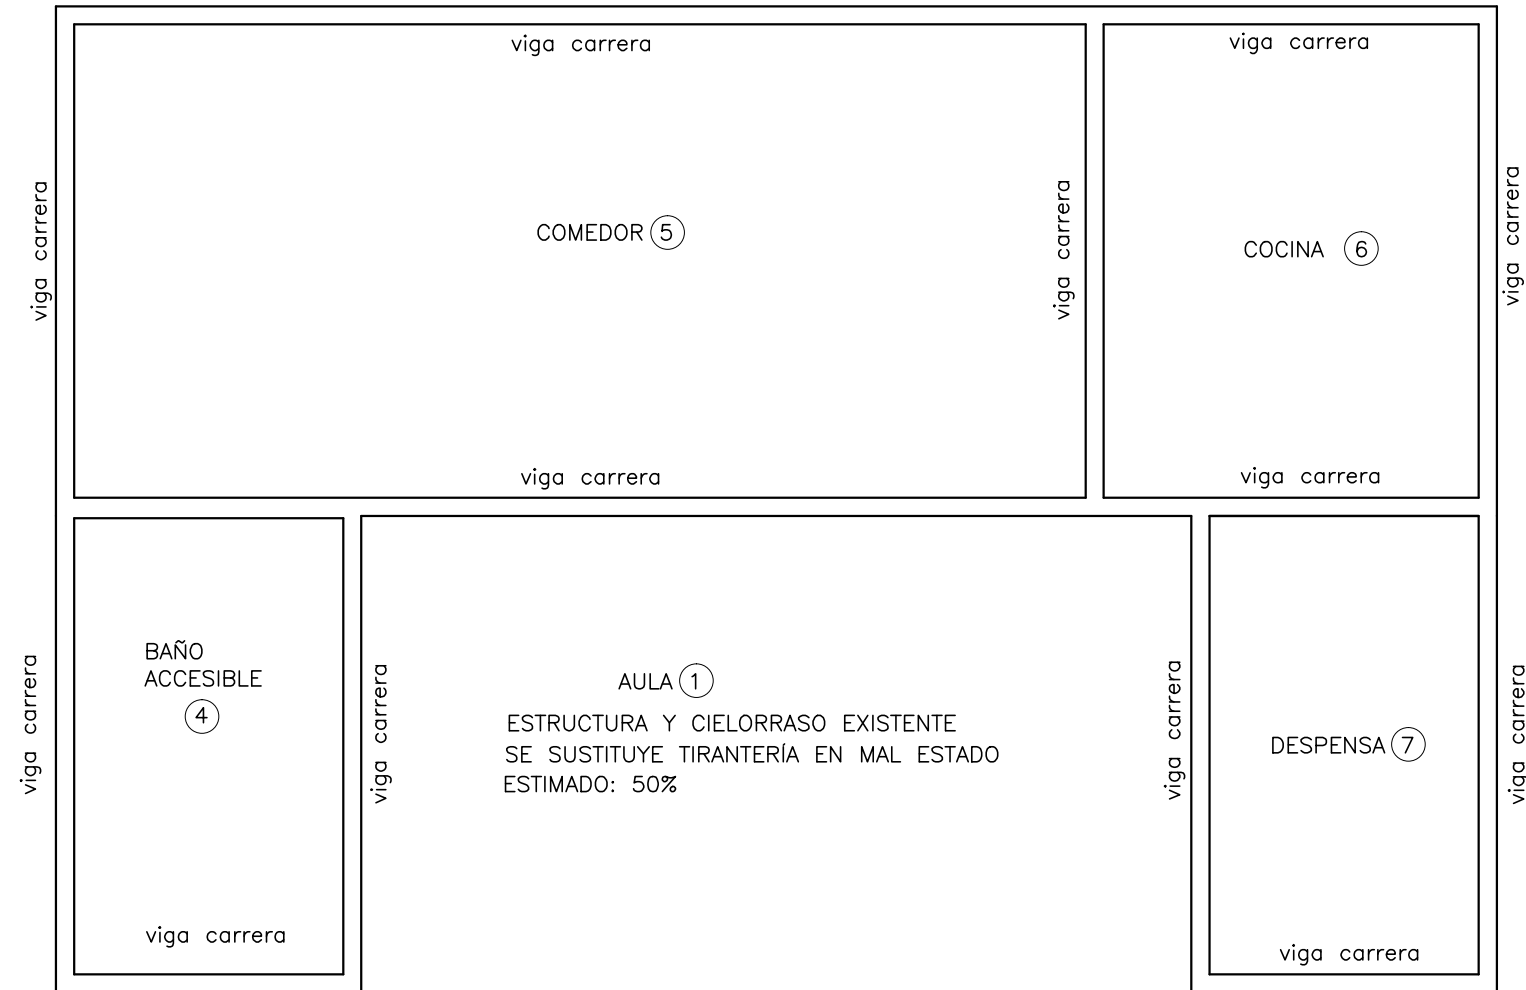 viga carrera
viga carrera
viga carrera
viga carrera
viga carrera
COMEDOR 5
COCINA 6
viga carrera
viga carrera
BAÑO
ACCESIBLE
4
viga carrera
viga carrera
AULA 1
ESTRUCTURA Y CIELORRASO EXISTENTE
SE SUSTITUYE TIRANTERÍA EN MAL ESTADO
ESTIMADO: 50%
viga carrera
DESPENSA 7
viga carrera
viga carrera
viga carrera